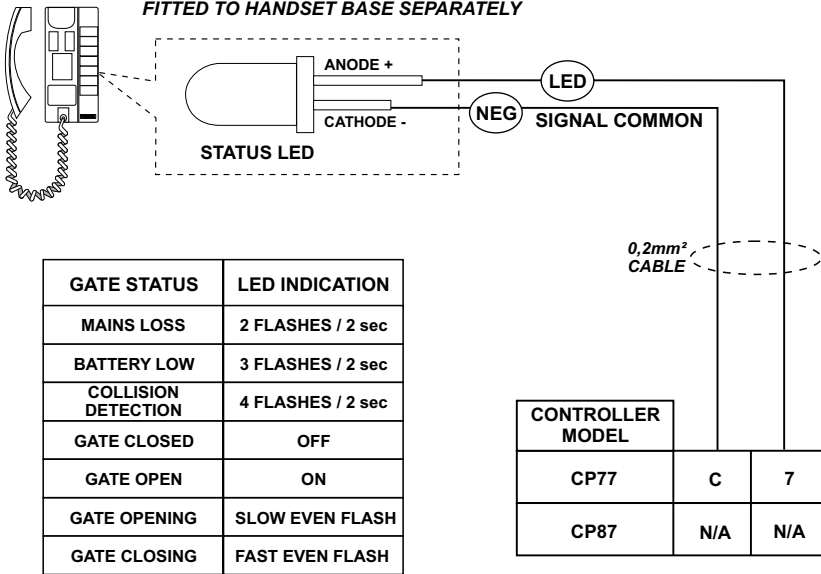 FITTED TO HANDSET BASE SEPARATELY
ANODE +
LED
CATHODE -
NEG
SIGNAL COMMON
STATUS LED
0,2mm²
CABLE
GATE STATUS LED INDICATION
MAINS LOSS 2 FLASHES / 2 sec
BATTERY LOW 3 FLASHES / 2 sec
COLLISION
DETECTION 4 FLASHES / 2 sec
GATE CLOSED OFF
GATE OPEN ON
GATE OPENING SLOW EVEN FLASH
GATE CLOSING FAST EVEN FLASH
CONTROLLER
MODEL
CP77 C 7
CP87 N/A N/A